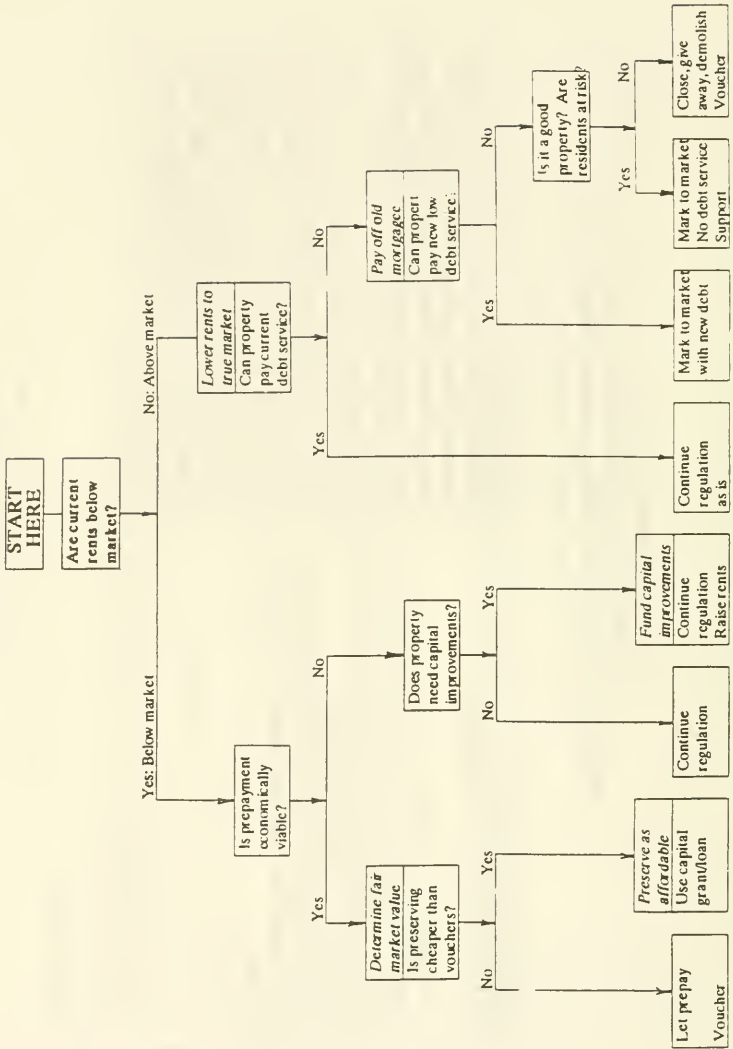 START
HERE
Are current
rents below
market?
Yes: Below market
No: Above market
Is prepayment
economically
viable?
Lower rents to
true market
Can property
pay current
debt service?
Yes
No
Yes
No
Determine fair
market value
Is preserving
cheaper than
vouchers?
Does property
need capital
improvements?
Pay off old
mortgagee
Can propert
pay new low
debt service?
No
Yes
No
Yes
Yes
No
Is it a good
property? Are
residents at risk?
Yes
No
Let prepay
Voucher
Preserve as
affordable
Use capital
grant/loan
Continue
regulation
Fund capital
improvements
Continue
regulation
Raise rents
Continue
regulation
as is
Mark to market
with new debt
Mark to market
No debt service
Support
Close, give
away, demolish
Voucher